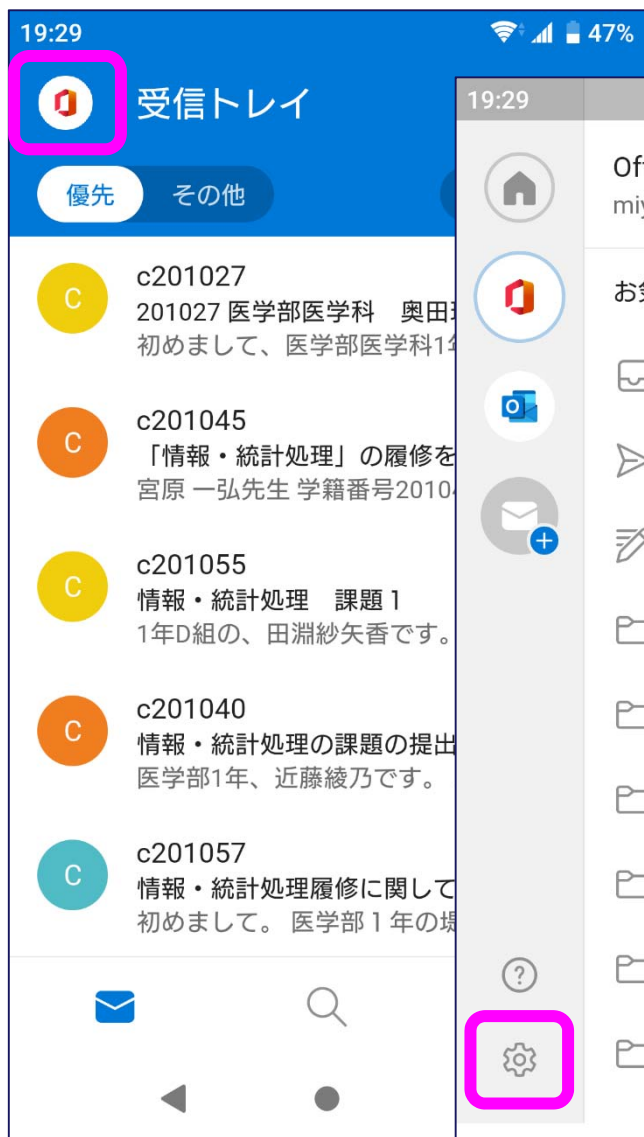 19:29
47%
受信トレイ
優先
その他
C
c201027
201027 医学部医学科 奥田
初めまして、医学部医学科1
C
c201045
「情報・統計処理」の履修を
宮原 一弘先生 学籍番号2010
C
c201055
情報・統計処理 課題1
1年D組の、田淵紗矢香です。
C
c201040
情報・統計処理の課題の提出
医学部1年、近藤綾乃です。
C
c201057
情報・統計処理履修に関して
初めまして。 医学部1年の堤
19:29
Of
miy
お気